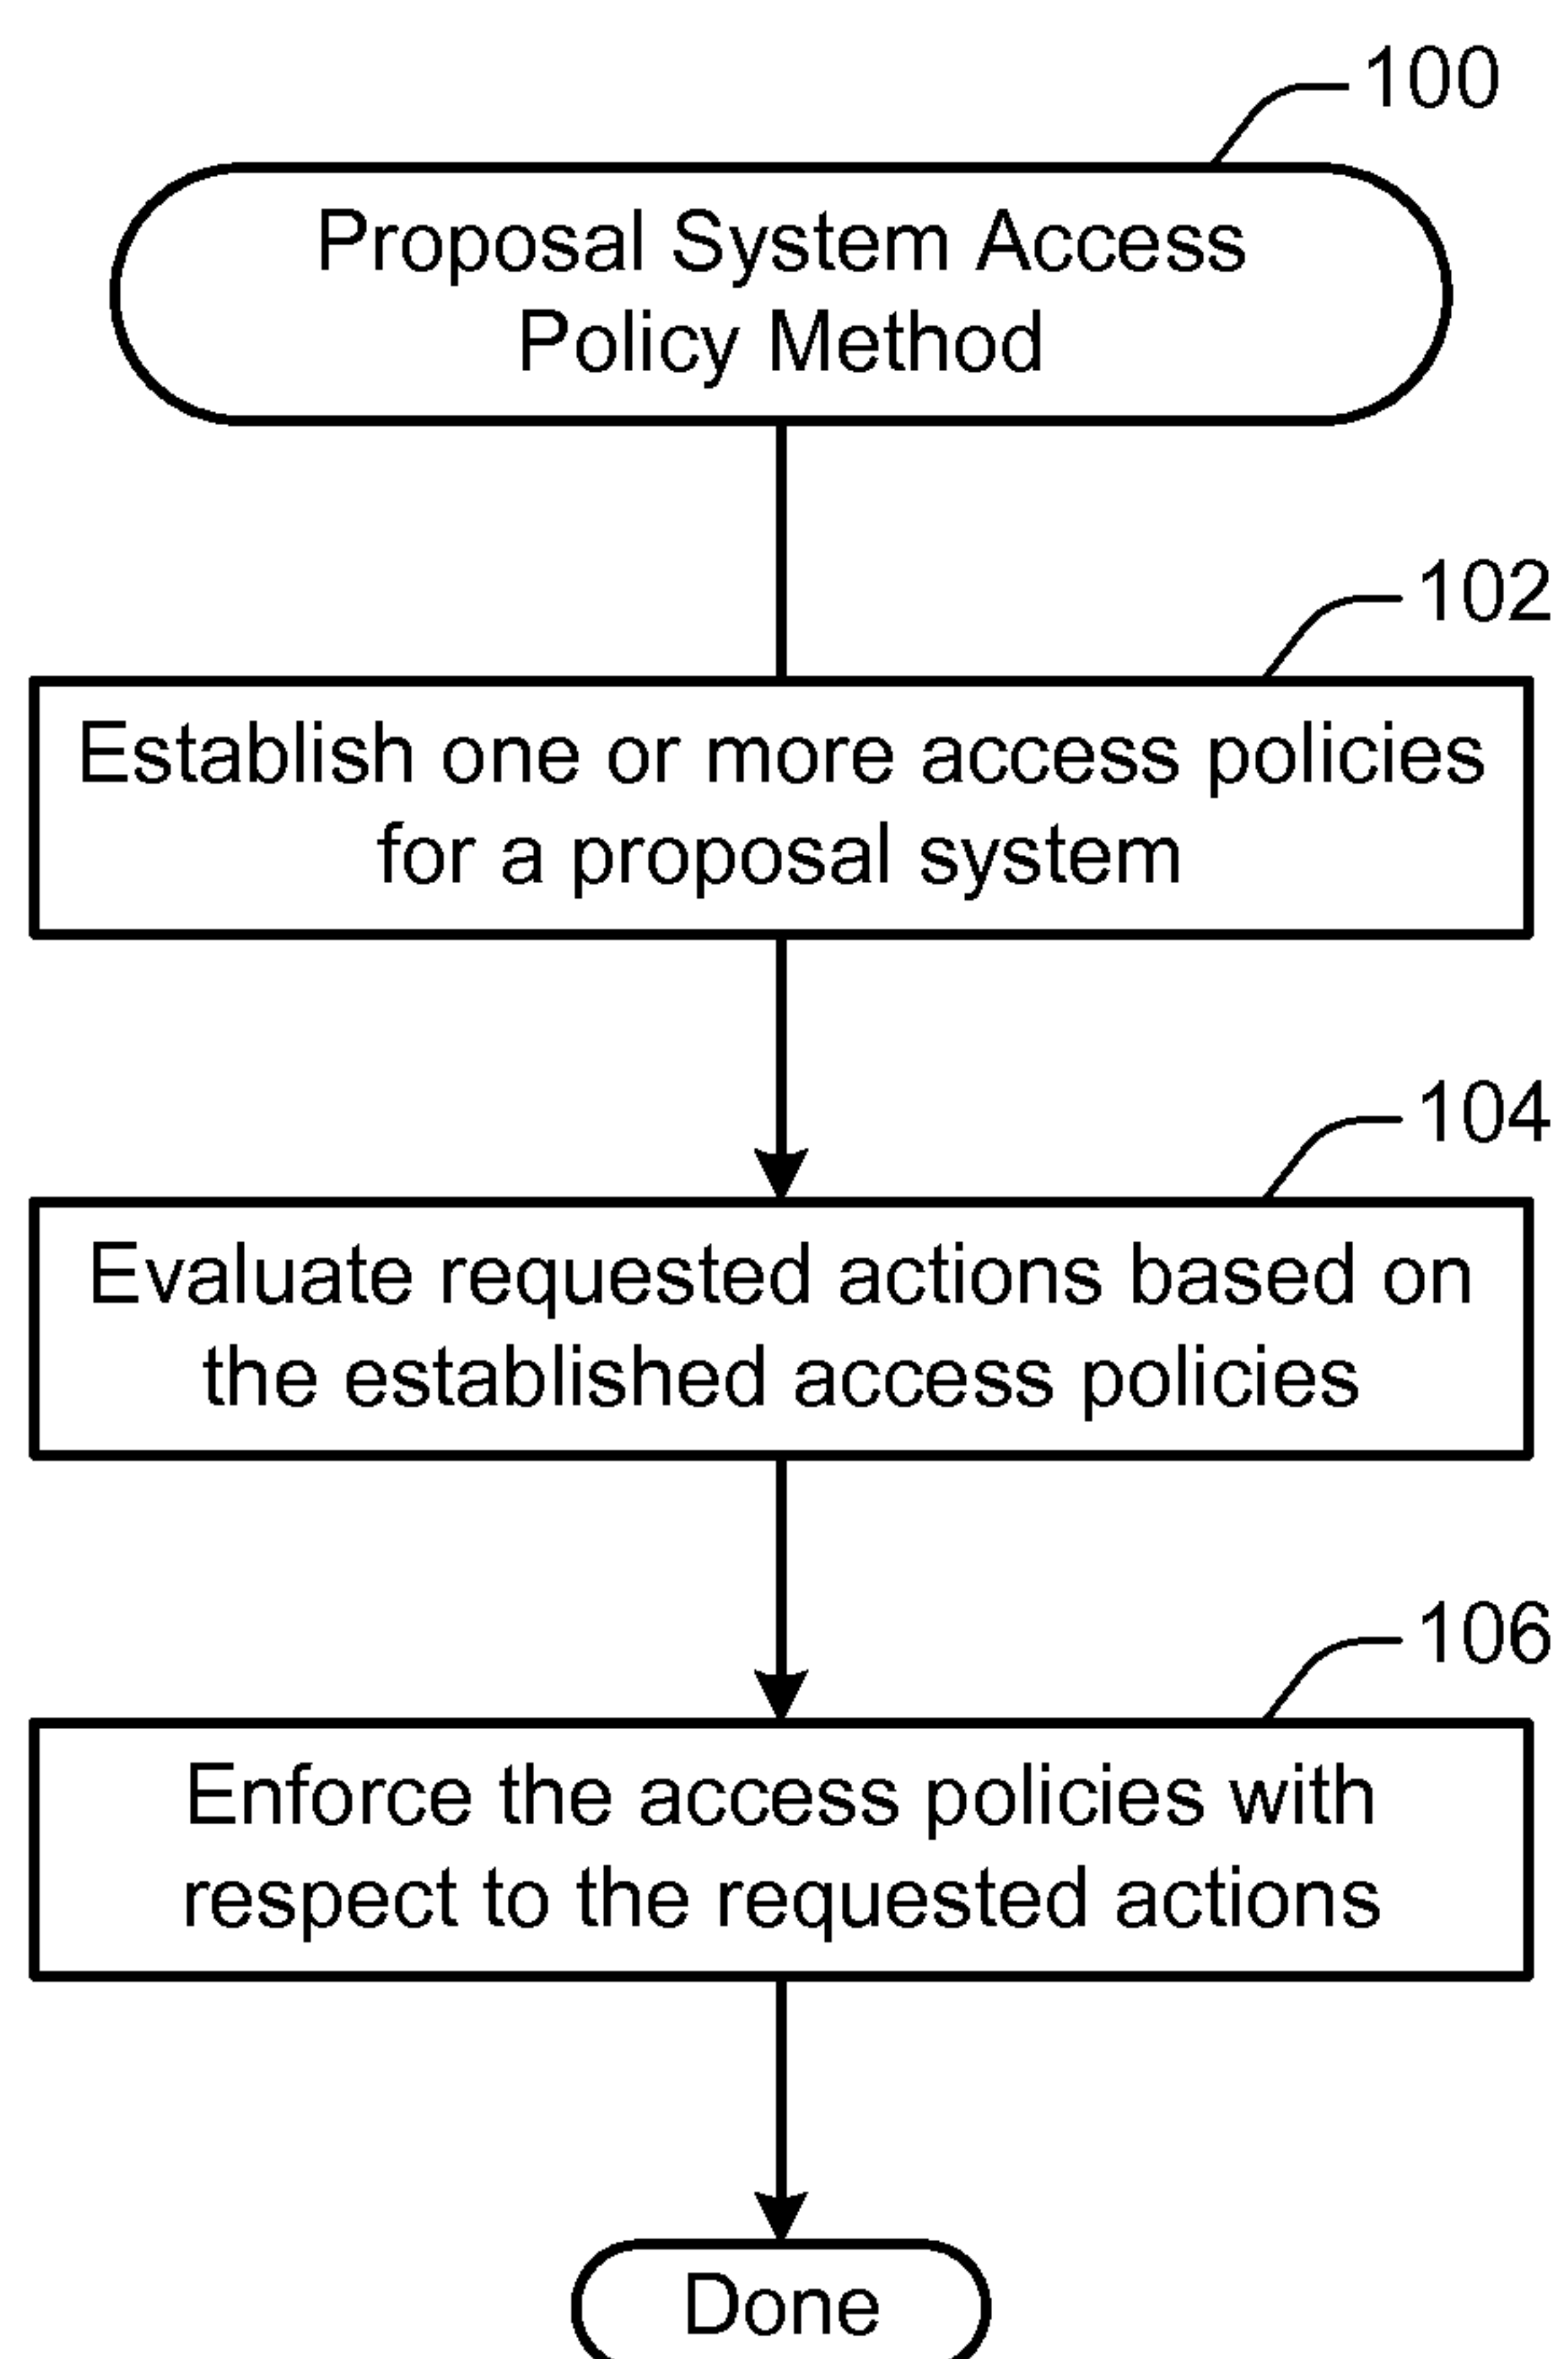 100
Proposal System Access
Policy Method
102
Establish one or more access policies
for a proposal system
104
Evaluate requested actions based on
the established access policies
106
Enforce the access policies with
respect to the requested actions
Done